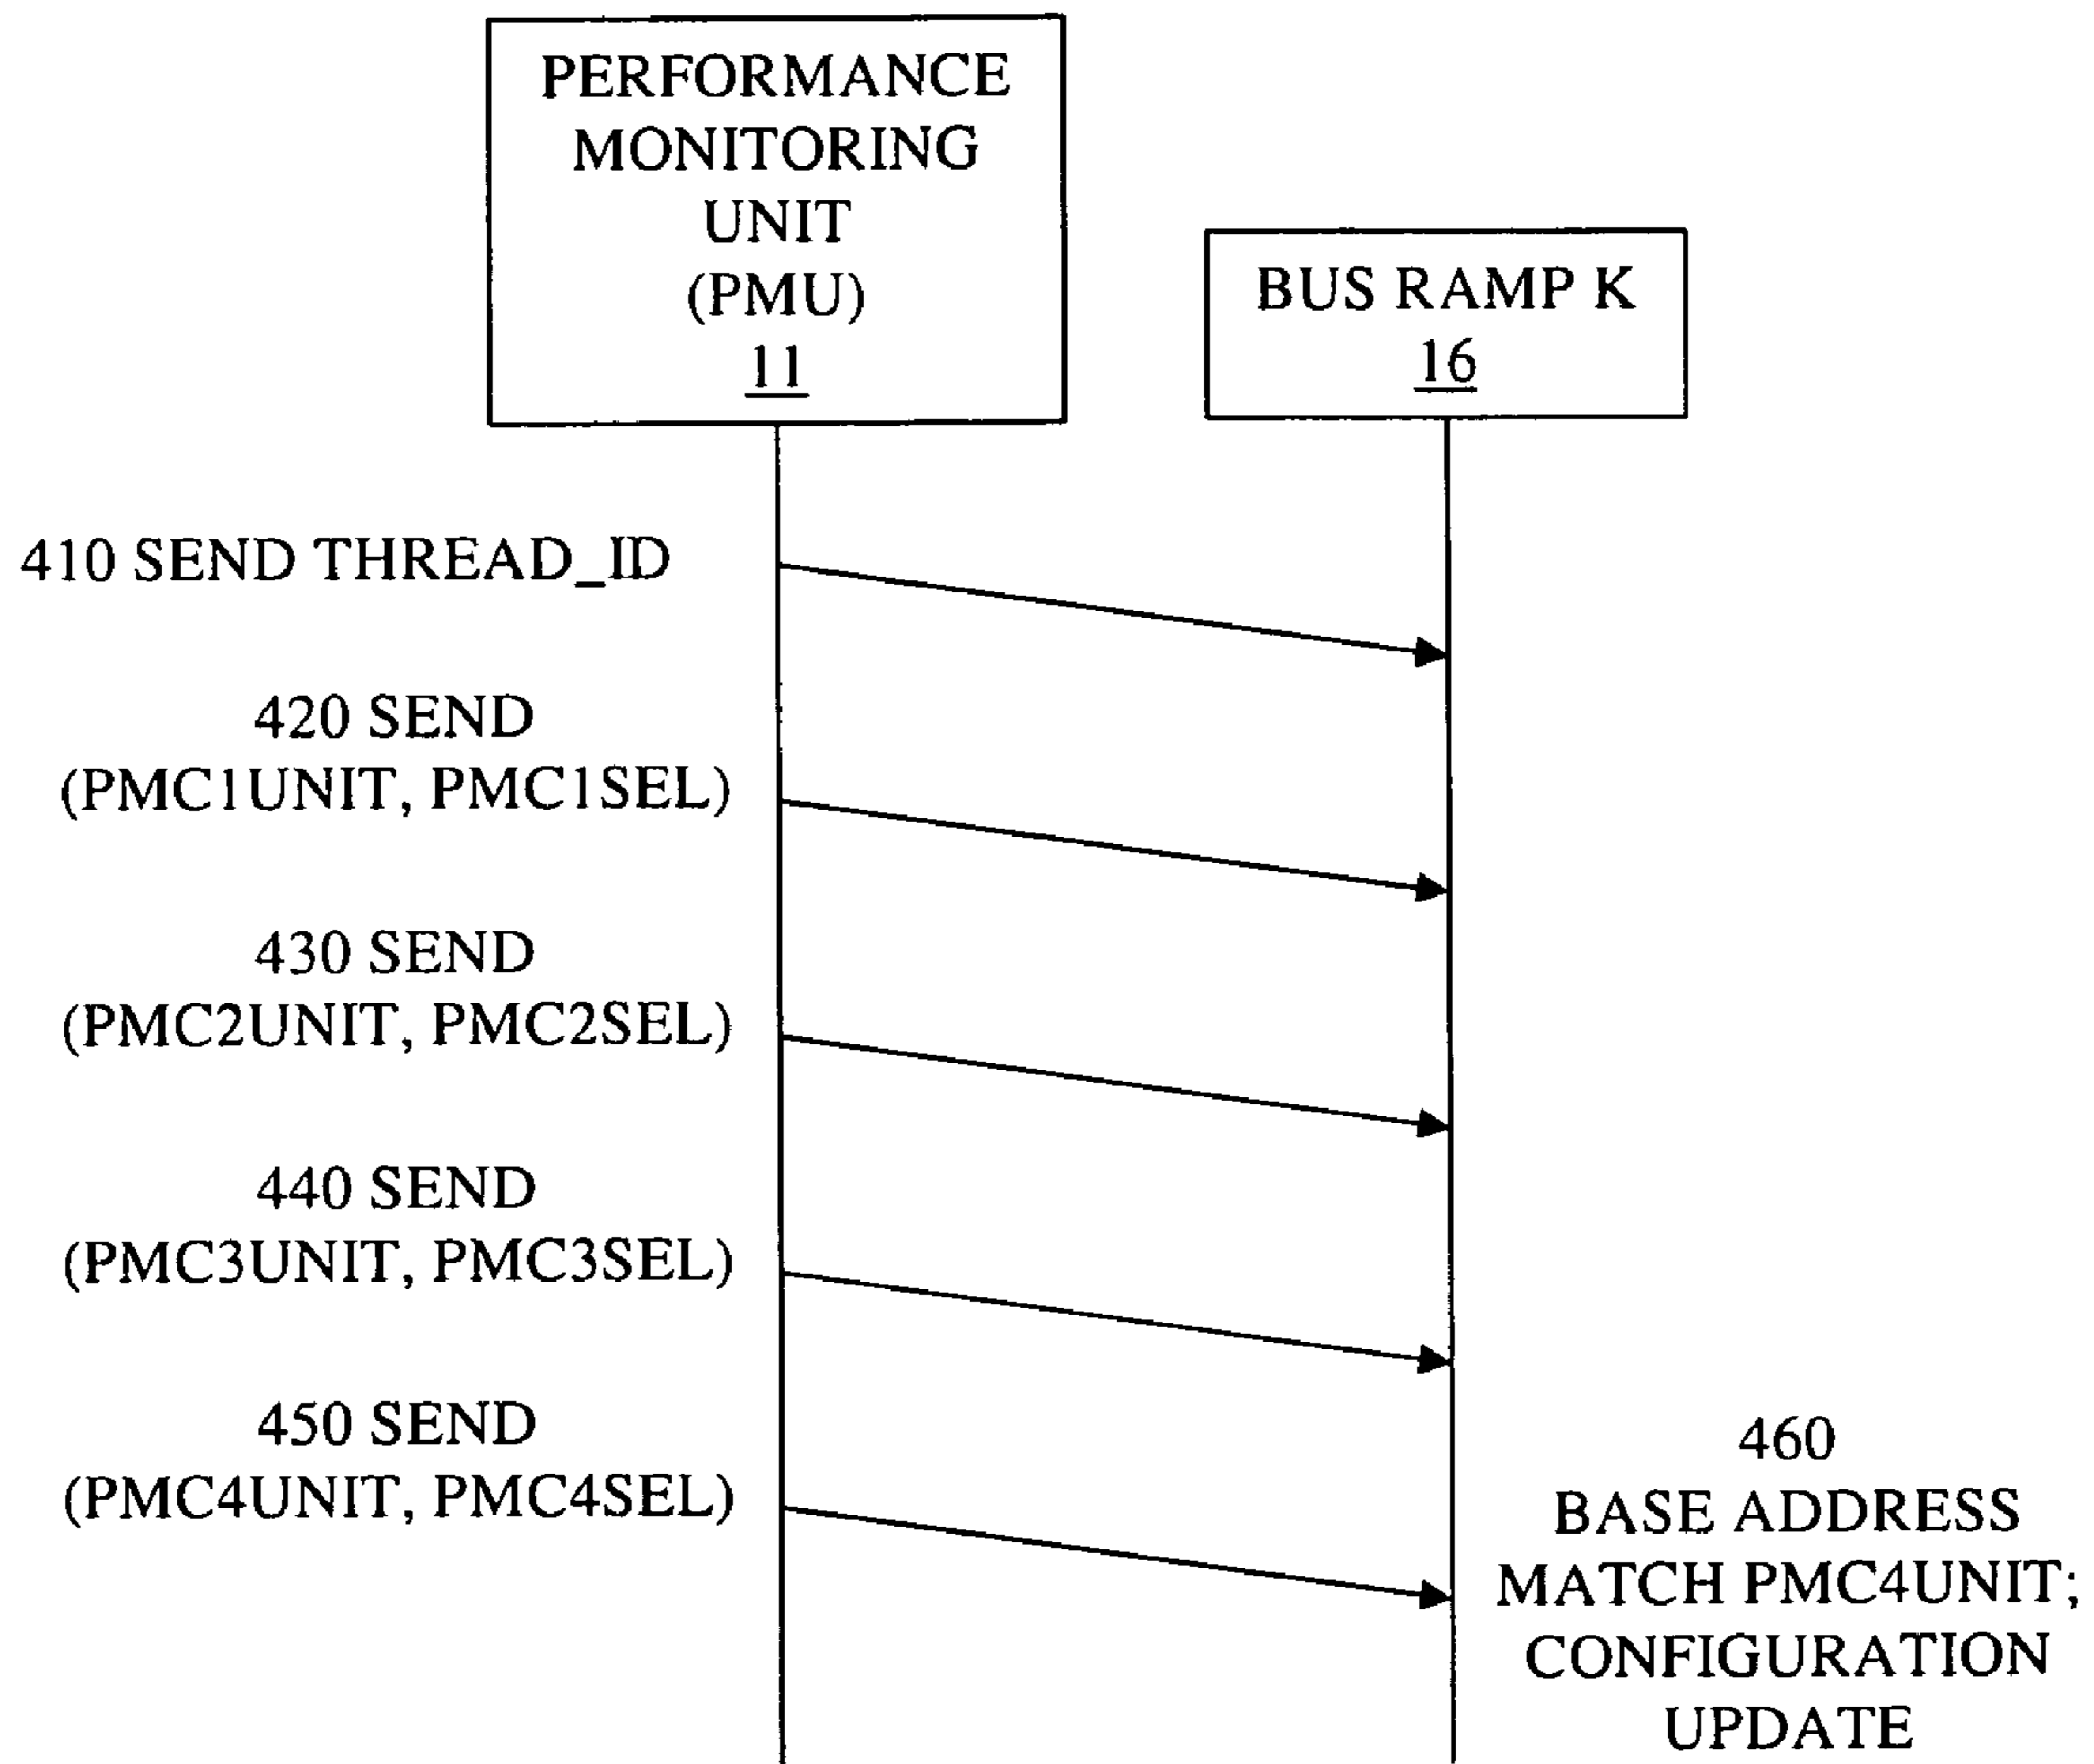 PERFORMANCE
MONITORING
UNIT
(PMU)
11
BUS RAMP K
16
410 SEND THREAD_ID
420 SEND
(PMC1UNIT, PMC1SEL)
430 SEND
(PMC2UNIT, PMC2SEL)
440 SEND
(PMC3UNIT, PMC3SEL)
450 SEND
(PMC4UNIT, PMC4SEL)
460
BASE ADDRESS
MATCH PMC4UNIT;
CONFIGURATION
UPDATE